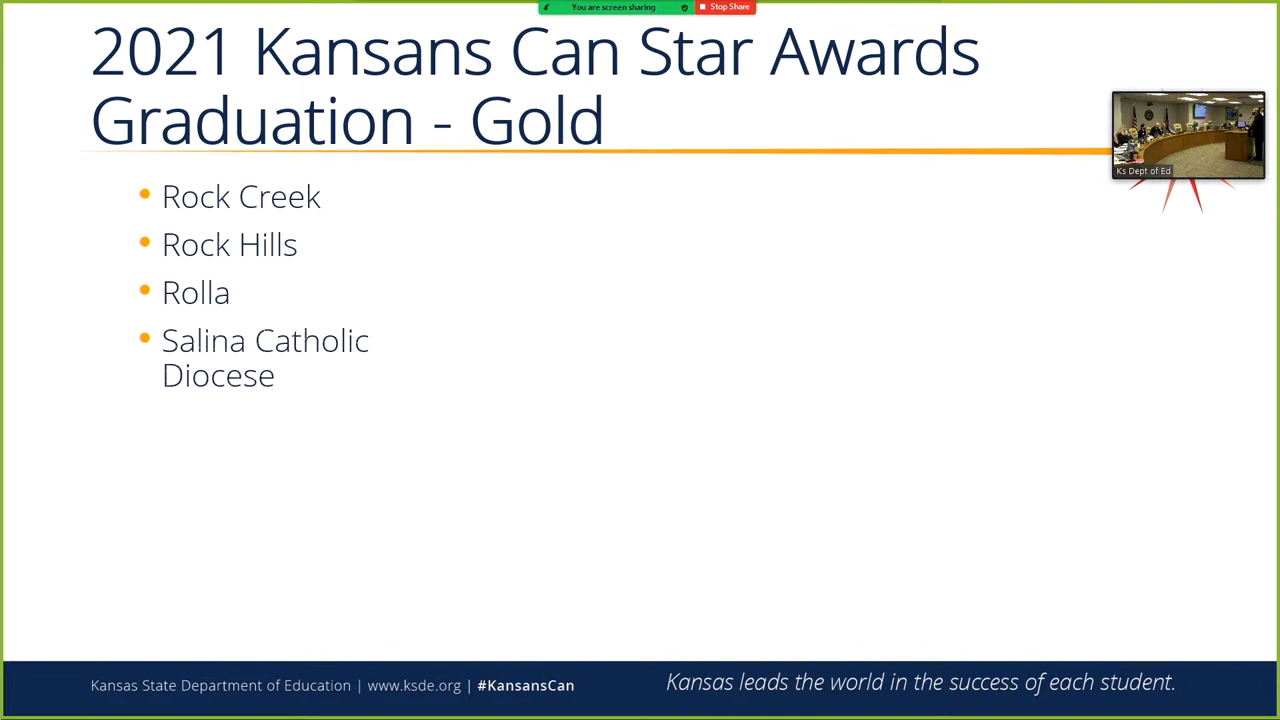 You are screen sharing
Stop Share
2021 Kansans Can Star Awards
Graduation - Gold
Ks Dept of Ed
Rock Creek
Rock Hills
Rolla
Salina Catholic
Diocese
Kansas State Department of Education | www.ksde.org | #KansansCan
Kansas leads the world in the success of each student.